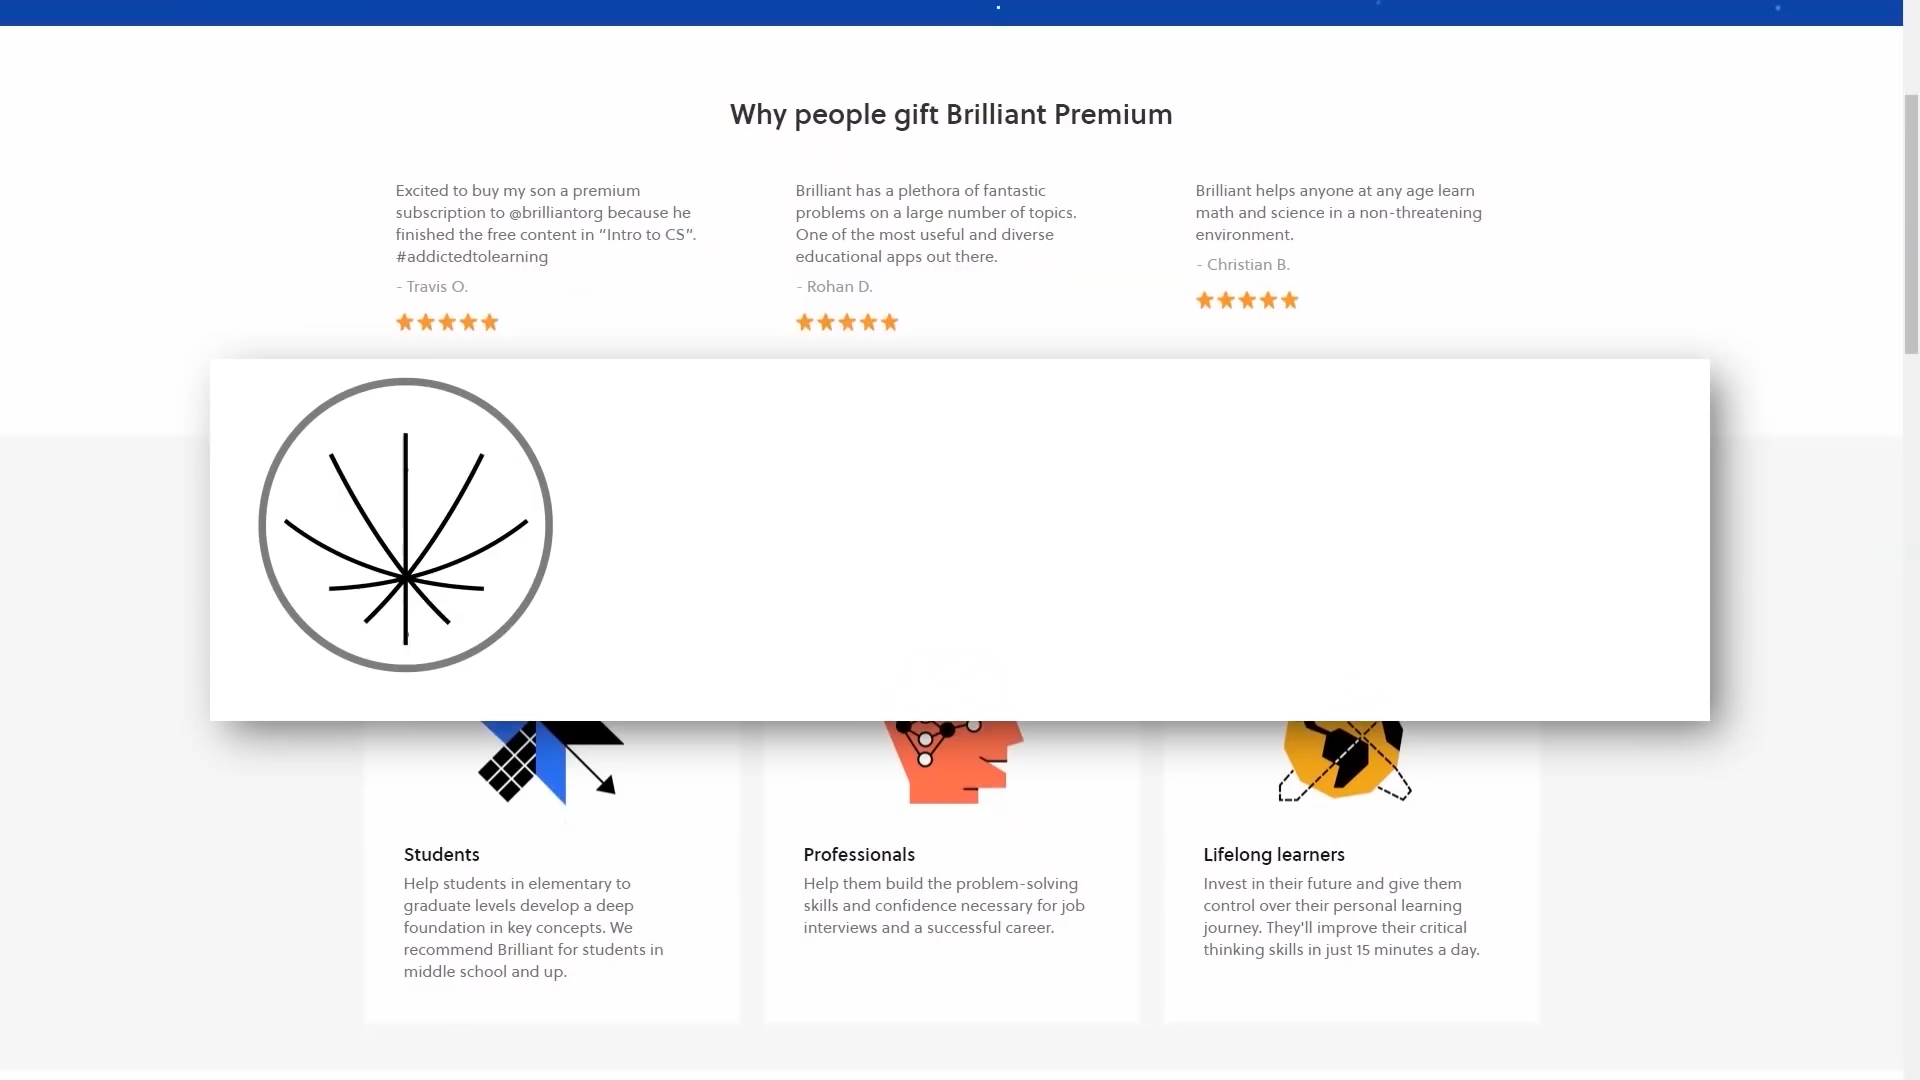 Why people gift Brilliant Premium
Excited to buy my son a premium
subscription to @brilliantorg because he
finished the free content in “Intro to CS”.
#addictedtolearning
- Travis O.
Brilliant has a plethora of fantastic
problems on a large number of topics.
One of the most useful and diverse
educational apps out there.
- Rohan D.
Brilliant helps anyone at any age learn
math and science in a non-threatening
environment.
- Christian B.
Students
Help students in elementary to
graduate levels develop a deep
foundation in key concepts. We
recommend Brilliant for students in
middle school and up.
Professionals
Help them build the problem-solving
skills and confidence necessary for job
interviews and a successful career.
Lifelong learners
Invest in their future and give them
control over their personal learning
journey. They'll improve their critical
thinking skills in just 15 minutes a day.